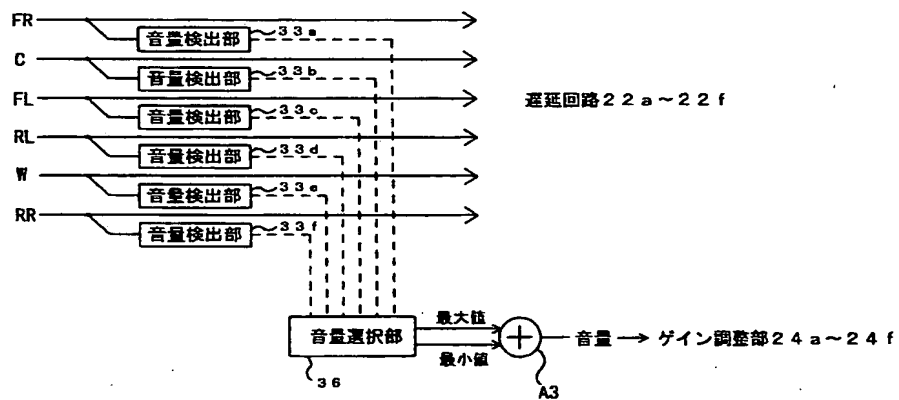 FR
音量検出部 33a
C
音量検出部 33b
FL
音量検出部 33c
遅延回路22a～22f
RL
音量検出部 33d
W
音量検出部 33e
RR
音量検出部 33f
音量選択部
36
最大値
最小値
A3
音量
ゲイン調整部24a～24f